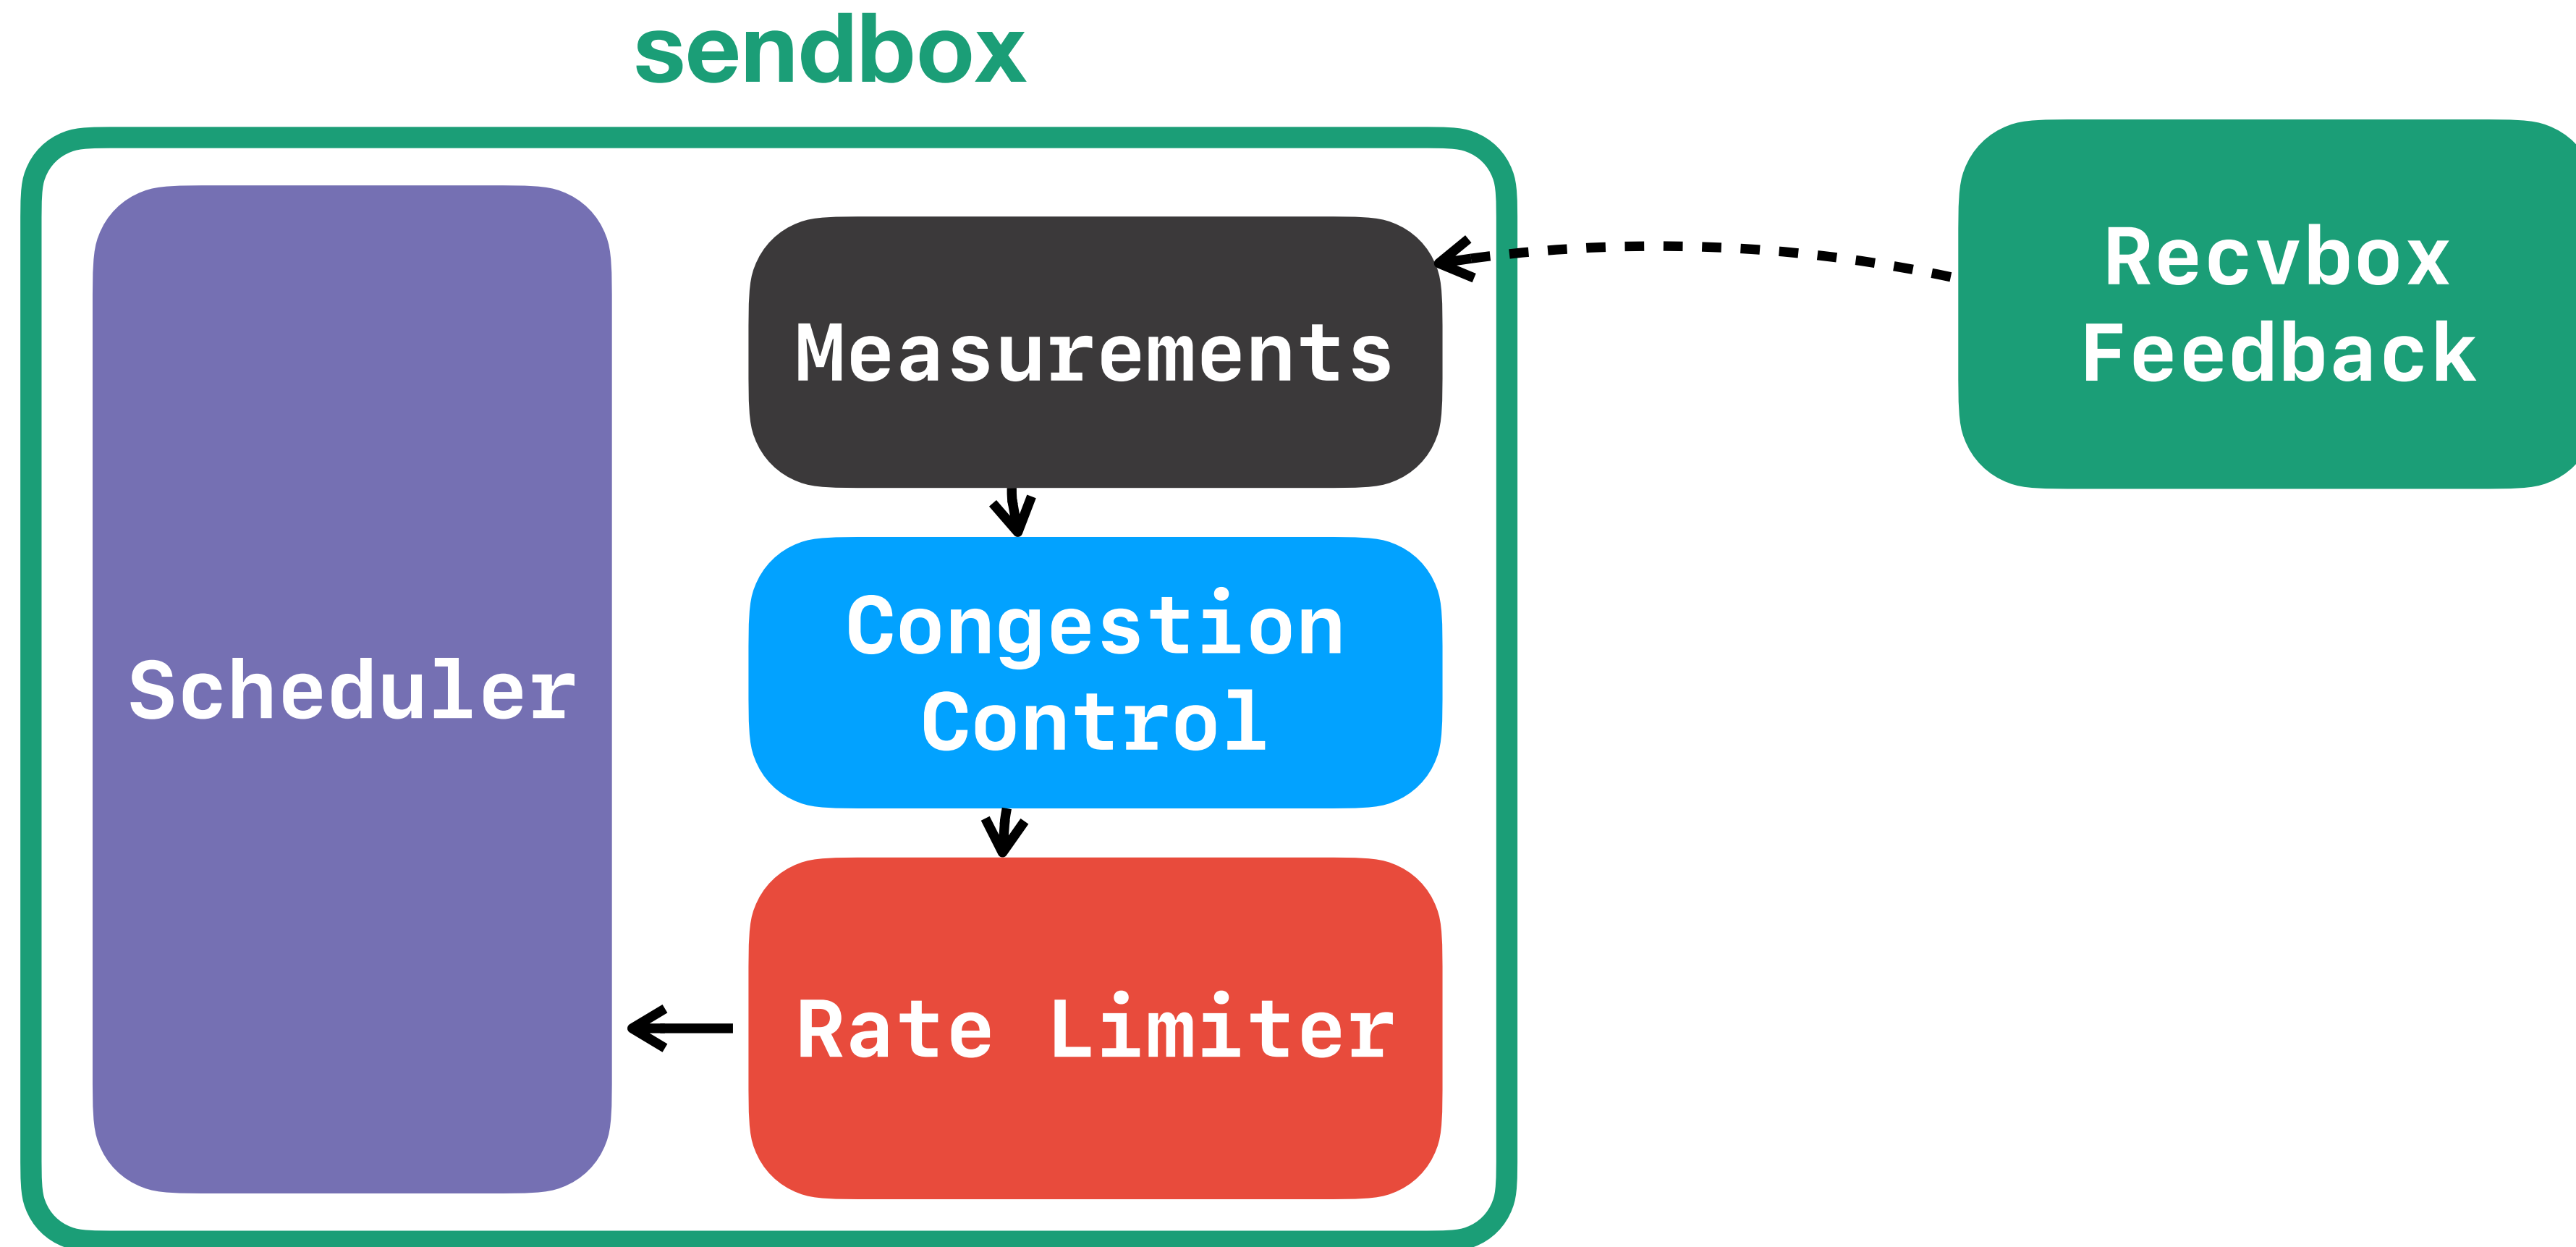 sendbox
Scheduler
Measurements
Congestion
Control
Rate Limiter
Recvbox
Feedback